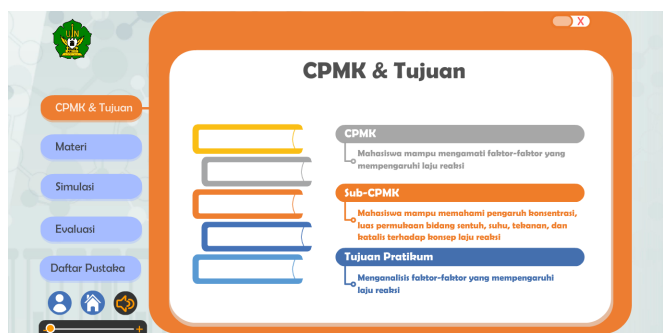 UIN
X
CPMK & Tujuan
CPMK & Tujuan
Materi
Simulasi
Evaluasi
Daftar Pustaka
CPMK
Mahasiswa mampu mengamati faktor-faktor yang
mempengaruhi laju reaksi
Sub-CPMK
Mahasiswa mampu memahami pengaruh konsentrasi,
luas permukaan bidang sentuh, suhu, tekanan, dan
katalis terhadap konsep laju reaksi
Tujuan Pratikum
Menganalisis faktor-faktor yang mempengaruhi
laju reaksi